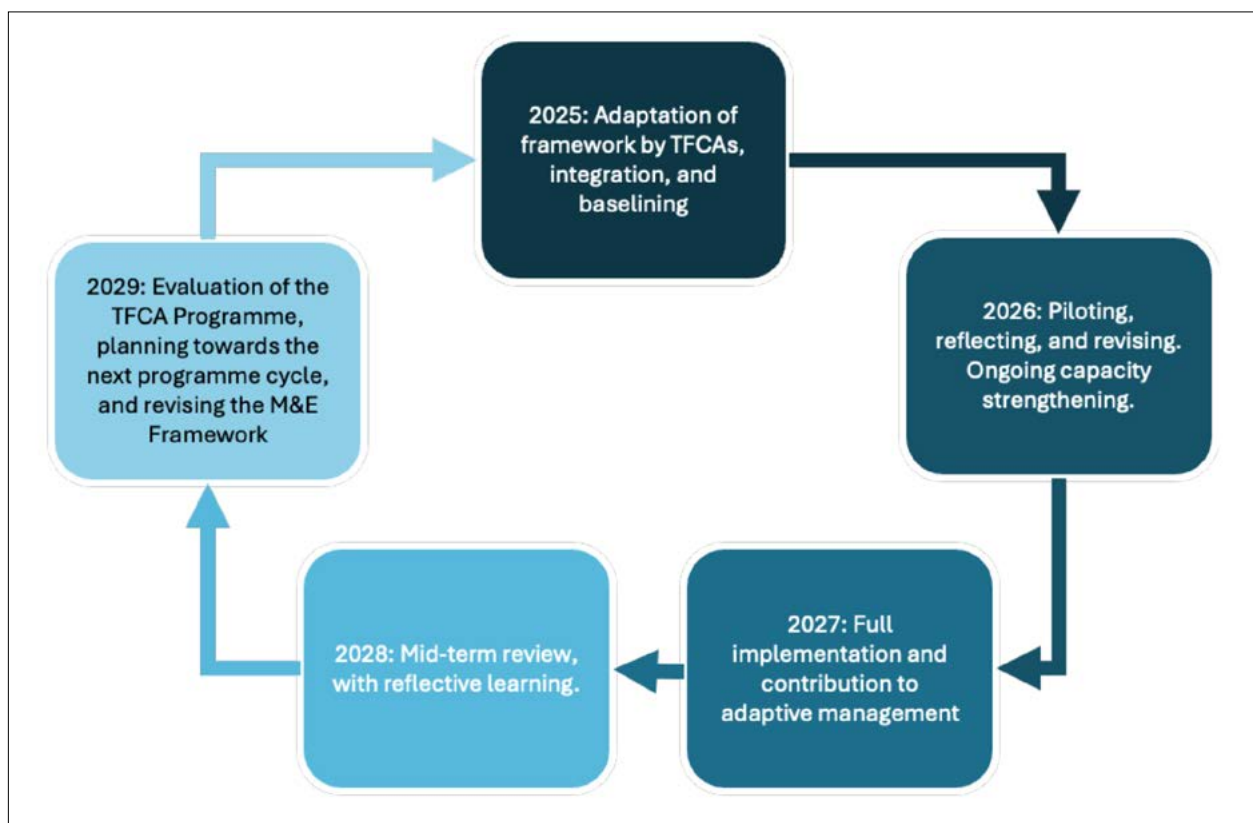 2025: Adaptation of
framework by TFCAs,
integration, and
baselining
2026: Piloting,
reflecting, and revising.
Ongoing capacity
strengthening.
2027: Full
implementation and
contribution to
adaptive management
2028: Mid-term review,
with reflective learning.
2029: Evaluation of the
TFCA Programme,
planning towards the
next programme cycle,
and revising the M&E
Framework